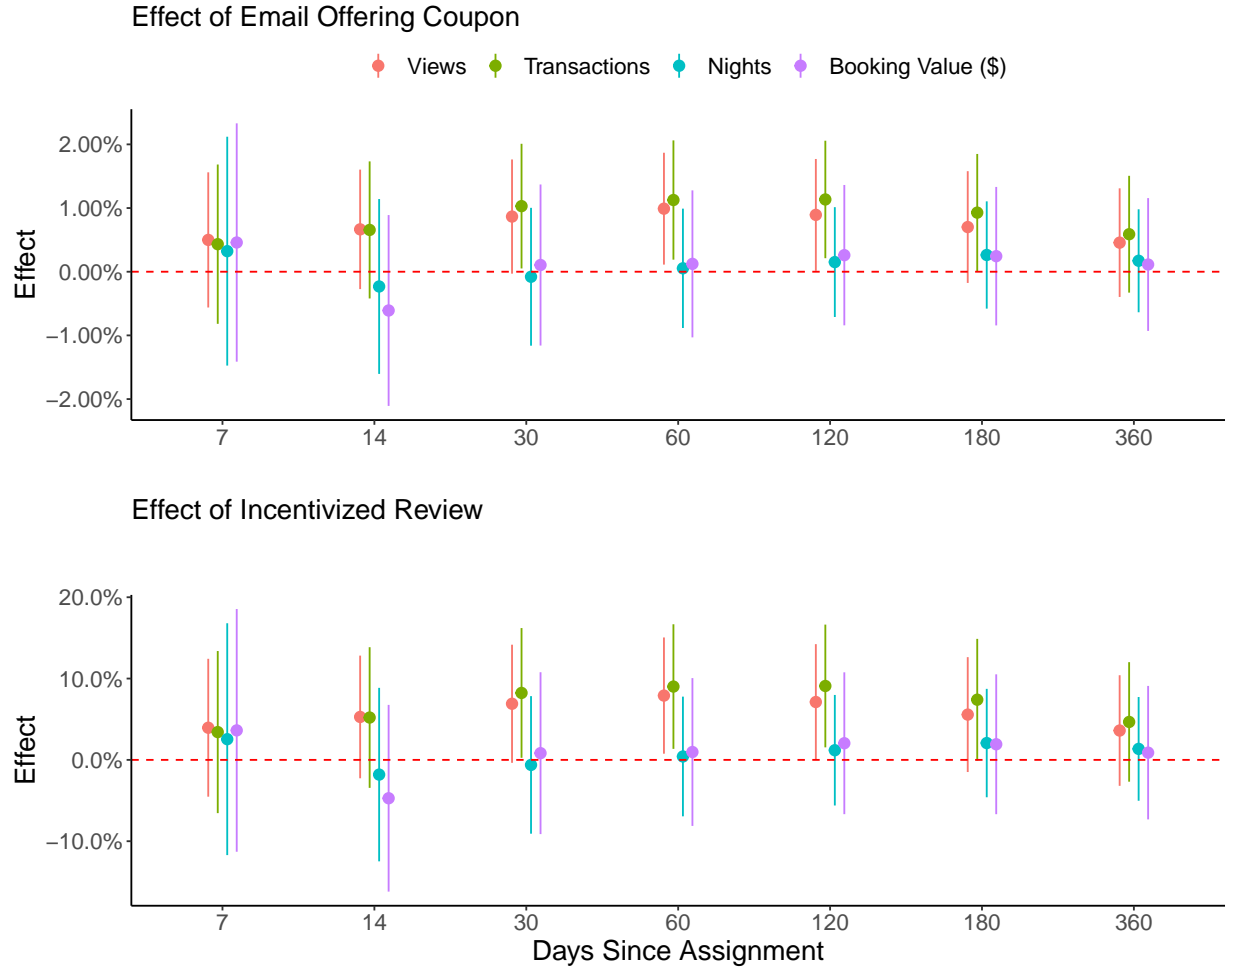 Effect of Email Offering Coupon
Views Transactions Nights Booking Value ($)
Effect
2.00%
1.00%
0.00%
−1.00%
−2.00%
7 14 30 60 120 180 360
Effect of Incentivized Review
Effect
20.0%
10.0%
0.0%
−10.0%
7 14 30 60 120 180 360
Days Since Assignment